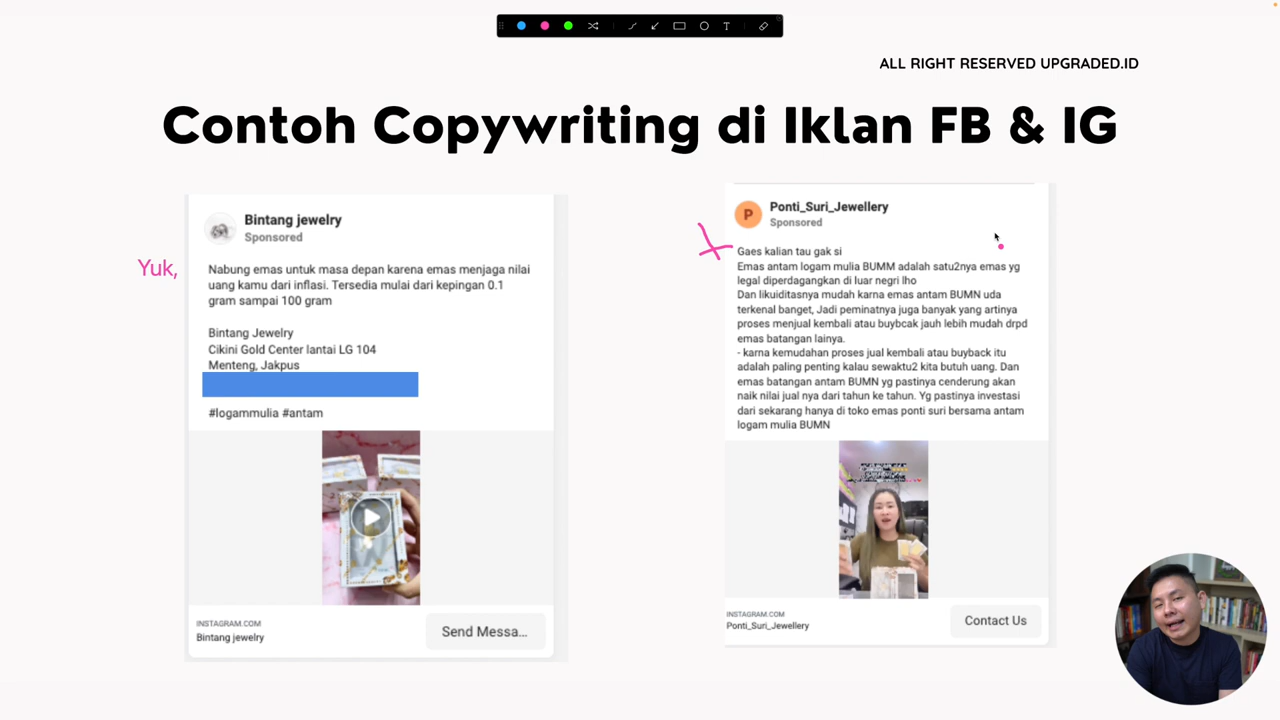 T
ALL RIGHT RESERVED UPGRADED.ID
Contoh Copywriting di Iklan FB & IG
Yuk,
Bintang jewelry
Sponsored
Nabung emas untuk masa depan karena emas menjaga nilai
uang kamu dari inflasi. Tersedia mulai dari kepingan 0.1
gram sampai 100 gram
Bintang Jewelry
Cikini Gold Center lantai LG 104
Menteng, Jakpus
#logammulia #antam
INSTAGRAM.COM
Bintang jewelry
Send Messa...
P
Ponti_Suri_Jewellery
Sponsored
Gaes kalian tau gak si
Emas antam logam mulia BUMM adalah satu2nya emas yg
legal diperdagangkan di luar negri lho
Dan likuiditasnya mudah karna emas antam BUMN uda
terkenal banget, Jadi peminatnya juga banyak yang artinya
proses menjual kembali atau buybcak jauh lebih mudah drpd
emas batangan lainya.
- karna kemudahan proses jual kembali atau buyback itu
adalah paling penting kalau sewaktu2 kita butuh uang. Dan
emas batangan antam BUMN yg pastinya cenderung akan
naik nilai jual nya dari tahun ke tahun. Yg pastinya investasi
dari sekarang hanya di toko emas ponti suri bersama antam
logam mulia BUMN
INSTAGRAM.COM
Ponti_Suri_Jewellery
Contact Us